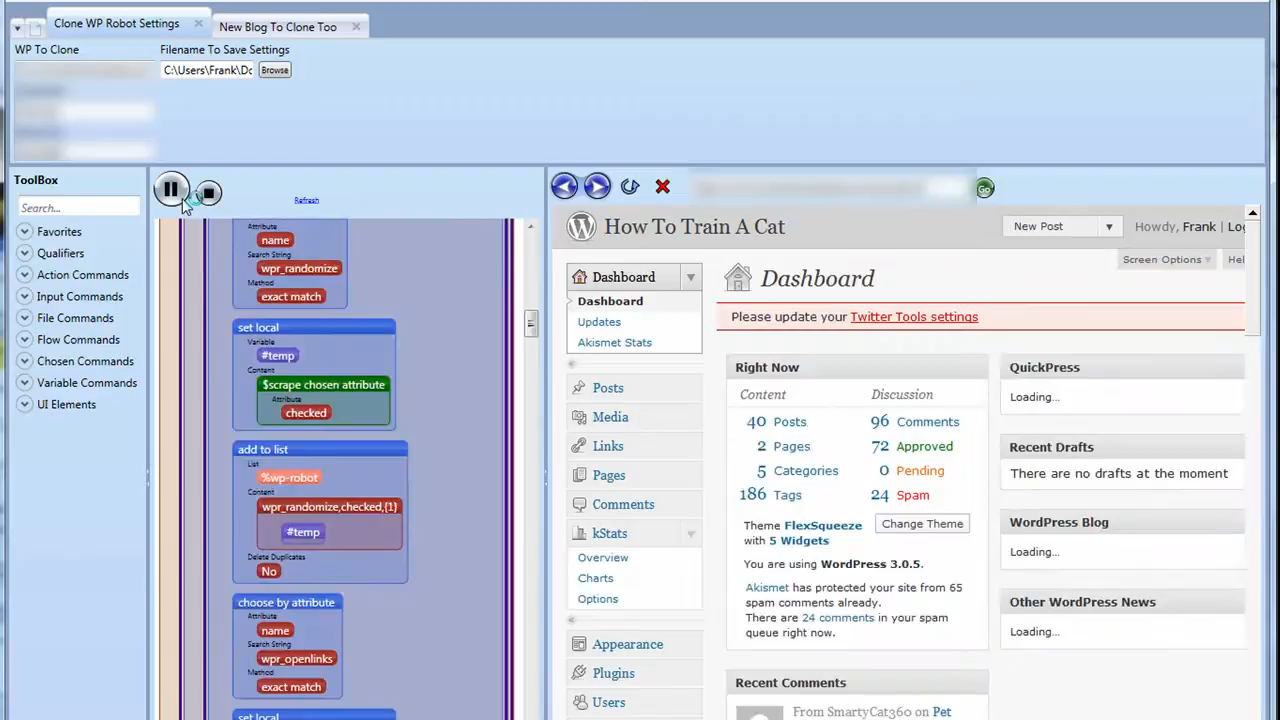 Clone WP Robot Settings
New Blog To Clone Too
WP To Clone
Filename To Save Settings
C:\Users\Frank\Dc
Browse
ToolBox
Search...
Favorites
Qualifiers
Action Commands
Input Commands
File Commands
Flow Commands
Chosen Commands
Variable Commands
UI Elements
Refresh
Attribute
name
Search String
wpr_randomize
Method
exact match
set local
Variable
#temp
Content
$scrape chosen attribute
Attribute
checked
add to list
List
%wp-robot
Content
wpr_randomize,checked,{1}
#temp
Delete Duplicates
No
choose by attribute
Attribute
name
Search String
wpr_openlinks
Method
exact match
set local
Go
How To Train A Cat
New Post
Howdy, Frank | Lo
Screen Options
Hel
Dashboard
Dashboard
Updates
Akismet Stats
Posts
Media
Links
Pages
Comments
kStats
Overview
Charts
Options
Appearance
Plugins
Users
Dashboard
Please update your Twitter Tools settings
Right Now
Content
Discussion
40 Posts
96 Comments
2 Pages
72 Approved
5 Categories
0 Pending
186 Tags
24 Spam
Theme FlexSqueeze
with 5 Widgets
Change Theme
You are using WordPress 3.0.5.
Akismet has protected your site from 65
spam comments already.
There are 24 comments in your spam
queue right now.
Recent Comments
From SmartyCat360 on Pet
QuickPress
Loading...
Recent Drafts
There are no drafts at the moment
WordPress Blog
Loading...
Other WordPress News
Loading...